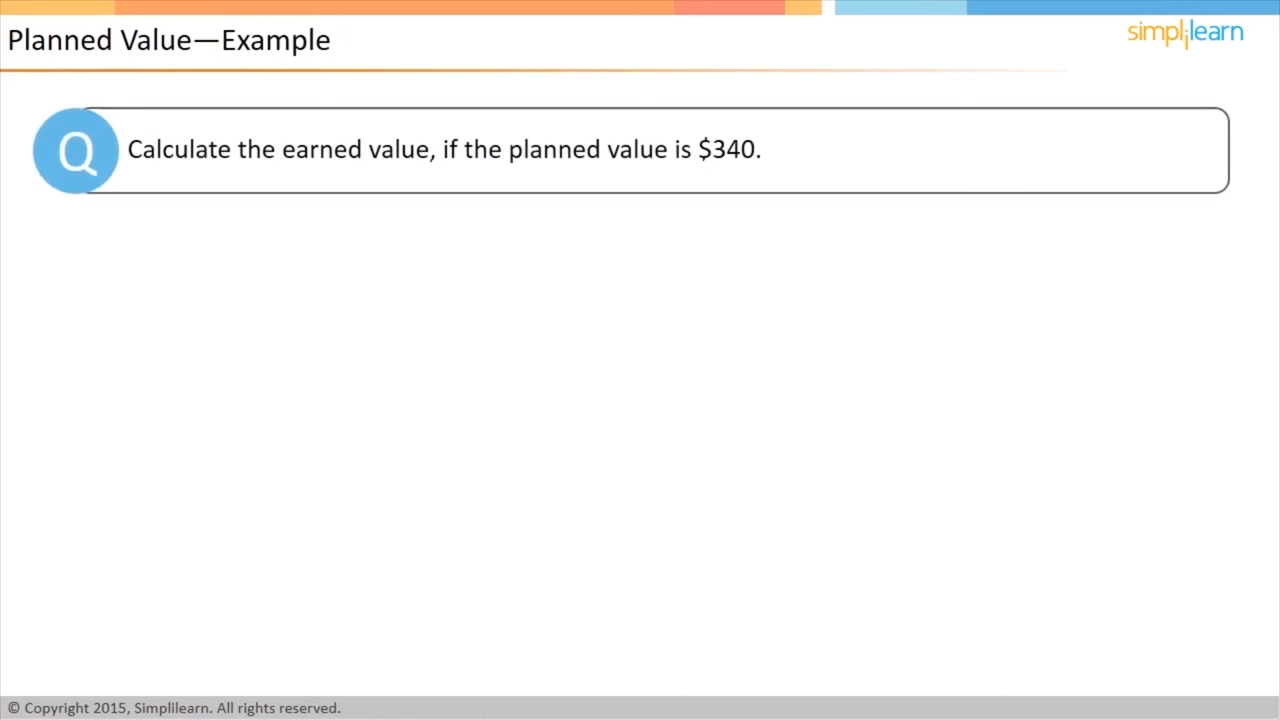 Planned Value—Example
simplilearn
Q
Calculate the earned value, if the planned value is $340.
© Copyright 2015, Simplilearn. All rights reserved.